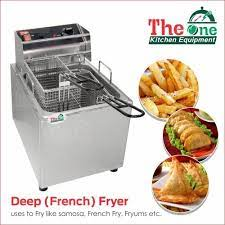 The One
Kitchen Equipment
Deep (French) Fryer
uses to Fry like samosa, French Fry, Fryums etc.